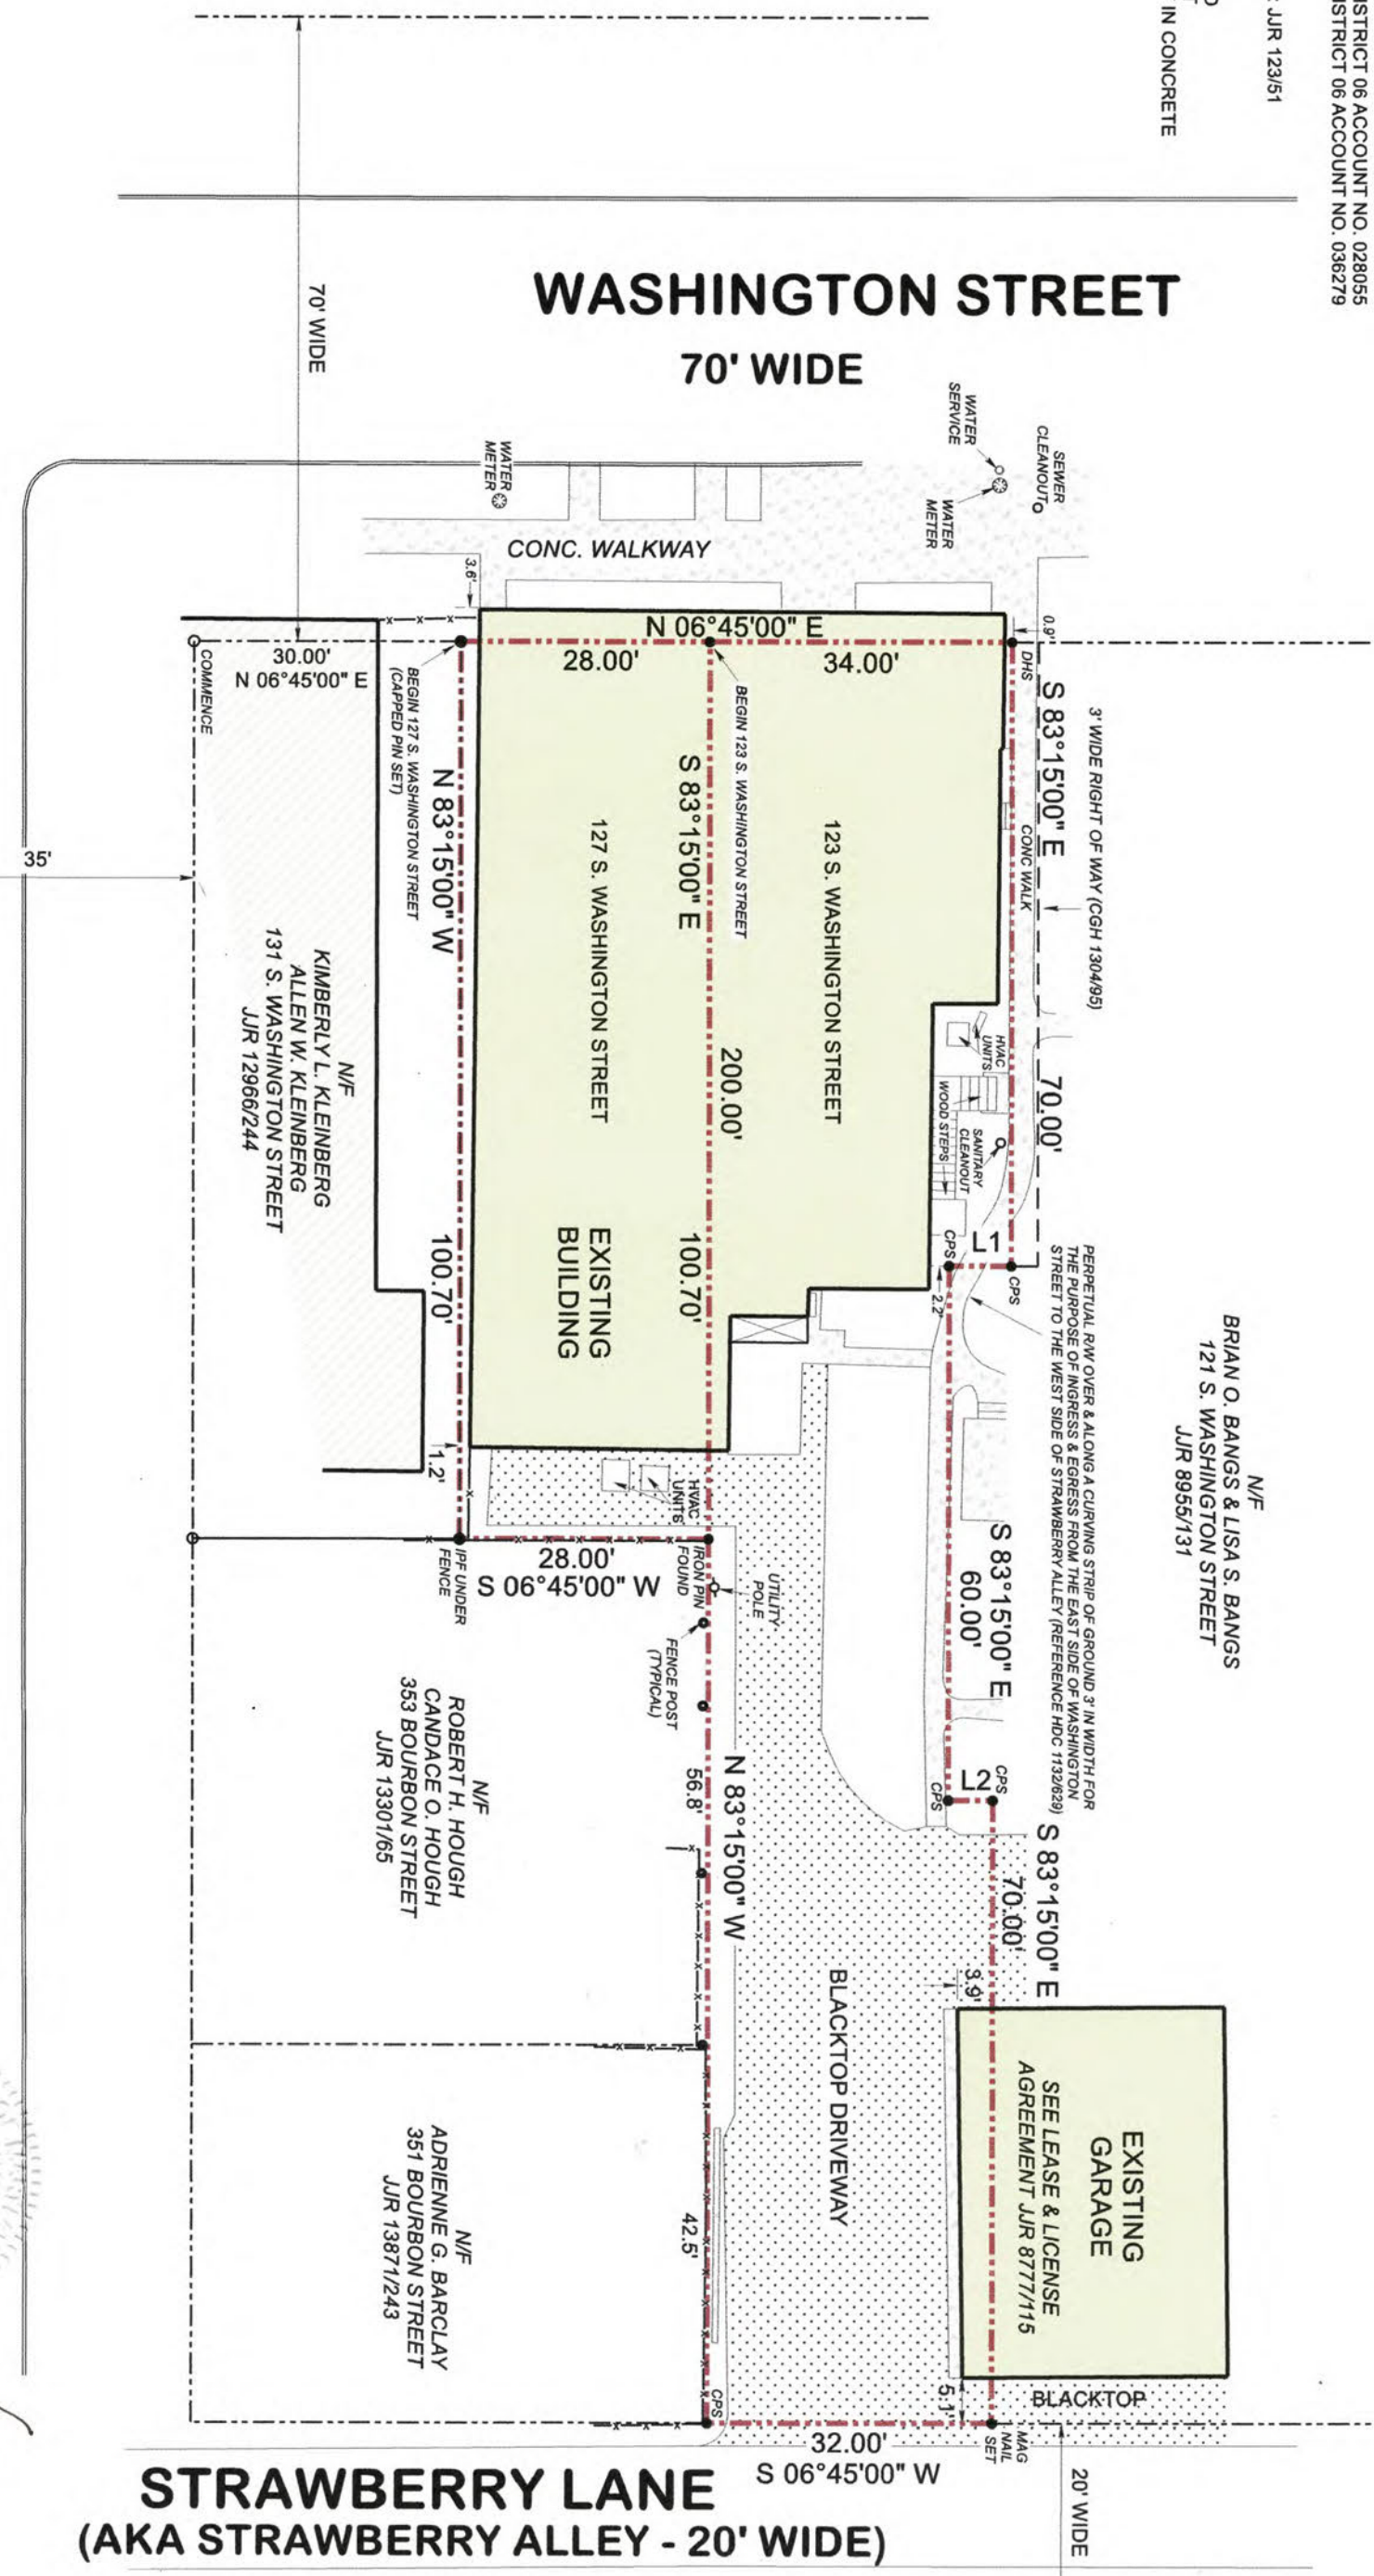 ISTRICT 06 ACCOUNT NO. 028055
ISTRICT 06 ACCOUNT NO. 036279
: JJR 123/51
D
T
IN CONCRETE
WASHINGTON STREET
70' WIDE
70' WIDE
WATER
SERVICE
SEWER
CLEANOUT
WATER
METER
WATER
METER
CONC. WALKWAY
3.6'
0.9'
N 06°45'00" E
28.00'
34.00'
DHS
30.00'
N 06°45'00" E
COMMENCE
BEGIN 127 S. WASHINGTON STREET
(CAPPED PIN SET)
N 83°15'00" W
100.70'
BEGIN 123 S. WASHINGTON STREET
S 83°15'00" E
200.00'
100.70'
123 S. WASHINGTON STREET
127 S. WASHINGTON STREET
EXISTING
BUILDING
S 83°15'00" E
70.00'
CONC WALK
3' WIDE RIGHT OF WAY (CGH 1304/95)
HVAC
UNITS
WOOD STEPS
SANITARY
CLEANOUT
L1
CPS
CPS
2.2'
35'
N/F
KIMBERLY L. KLEINBERG
ALLEN W. KLEINBERG
131 S. WASHINGTON STREET
JJR 12966/244
PERPETUAL R/W OVER & ALONG A CURVING STRIP OF GROUND 3' IN WIDTH FOR
THE PURPOSE OF INGRESS & EGRESS FROM THE EAST SIDE OF WASHINGTON
STREET TO THE WEST SIDE OF STRAWBERRY ALLEY (REFERENCE HDC 1132/629)
N/F
BRIAN O. BANGS & LISA S. BANGS
121 S. WASHINGTON STREET
JJR 8955/131
1.2'
HVAC
UNITS
28.00'
S 06°45'00" W
IPF UNDER
FENCE
IRON PIN
FOUND
UTILITY
POLE
FENCE POST
(TYPICAL)
S 83°15'00" E
60.00'
L2
CPS
CPS
S 83°15'00" E
70.00'
56.8'
N 83°15'00" W
N/F
ROBERT H. HOUGH
CANDACE O. HOUGH
353 BOURBON STREET
JJR 13301/65
BLACKTOP DRIVEWAY
3.9'
EXISTING
GARAGE
SEE LEASE & LICENSE
AGREEMENT JJR 8777/115
N/F
ADRIENNE G. BARCLAY
351 BOURBON STREET
JJR 13871/243
42.5'
CPS
5.1'
BLACKTOP
MAG
NAIL
SET
32.00'
S 06°45'00" W
20' WIDE
STRAWBERRY LANE
(AKA STRAWBERRY ALLEY - 20' WIDE)